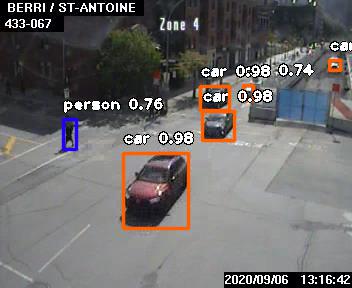 BERRI / ST-ANTOINE
433-067
Zone 4
car
car 0.98 0.74
car 0.98
person 0.76
car 0.98
2020/09/06 13:16:42